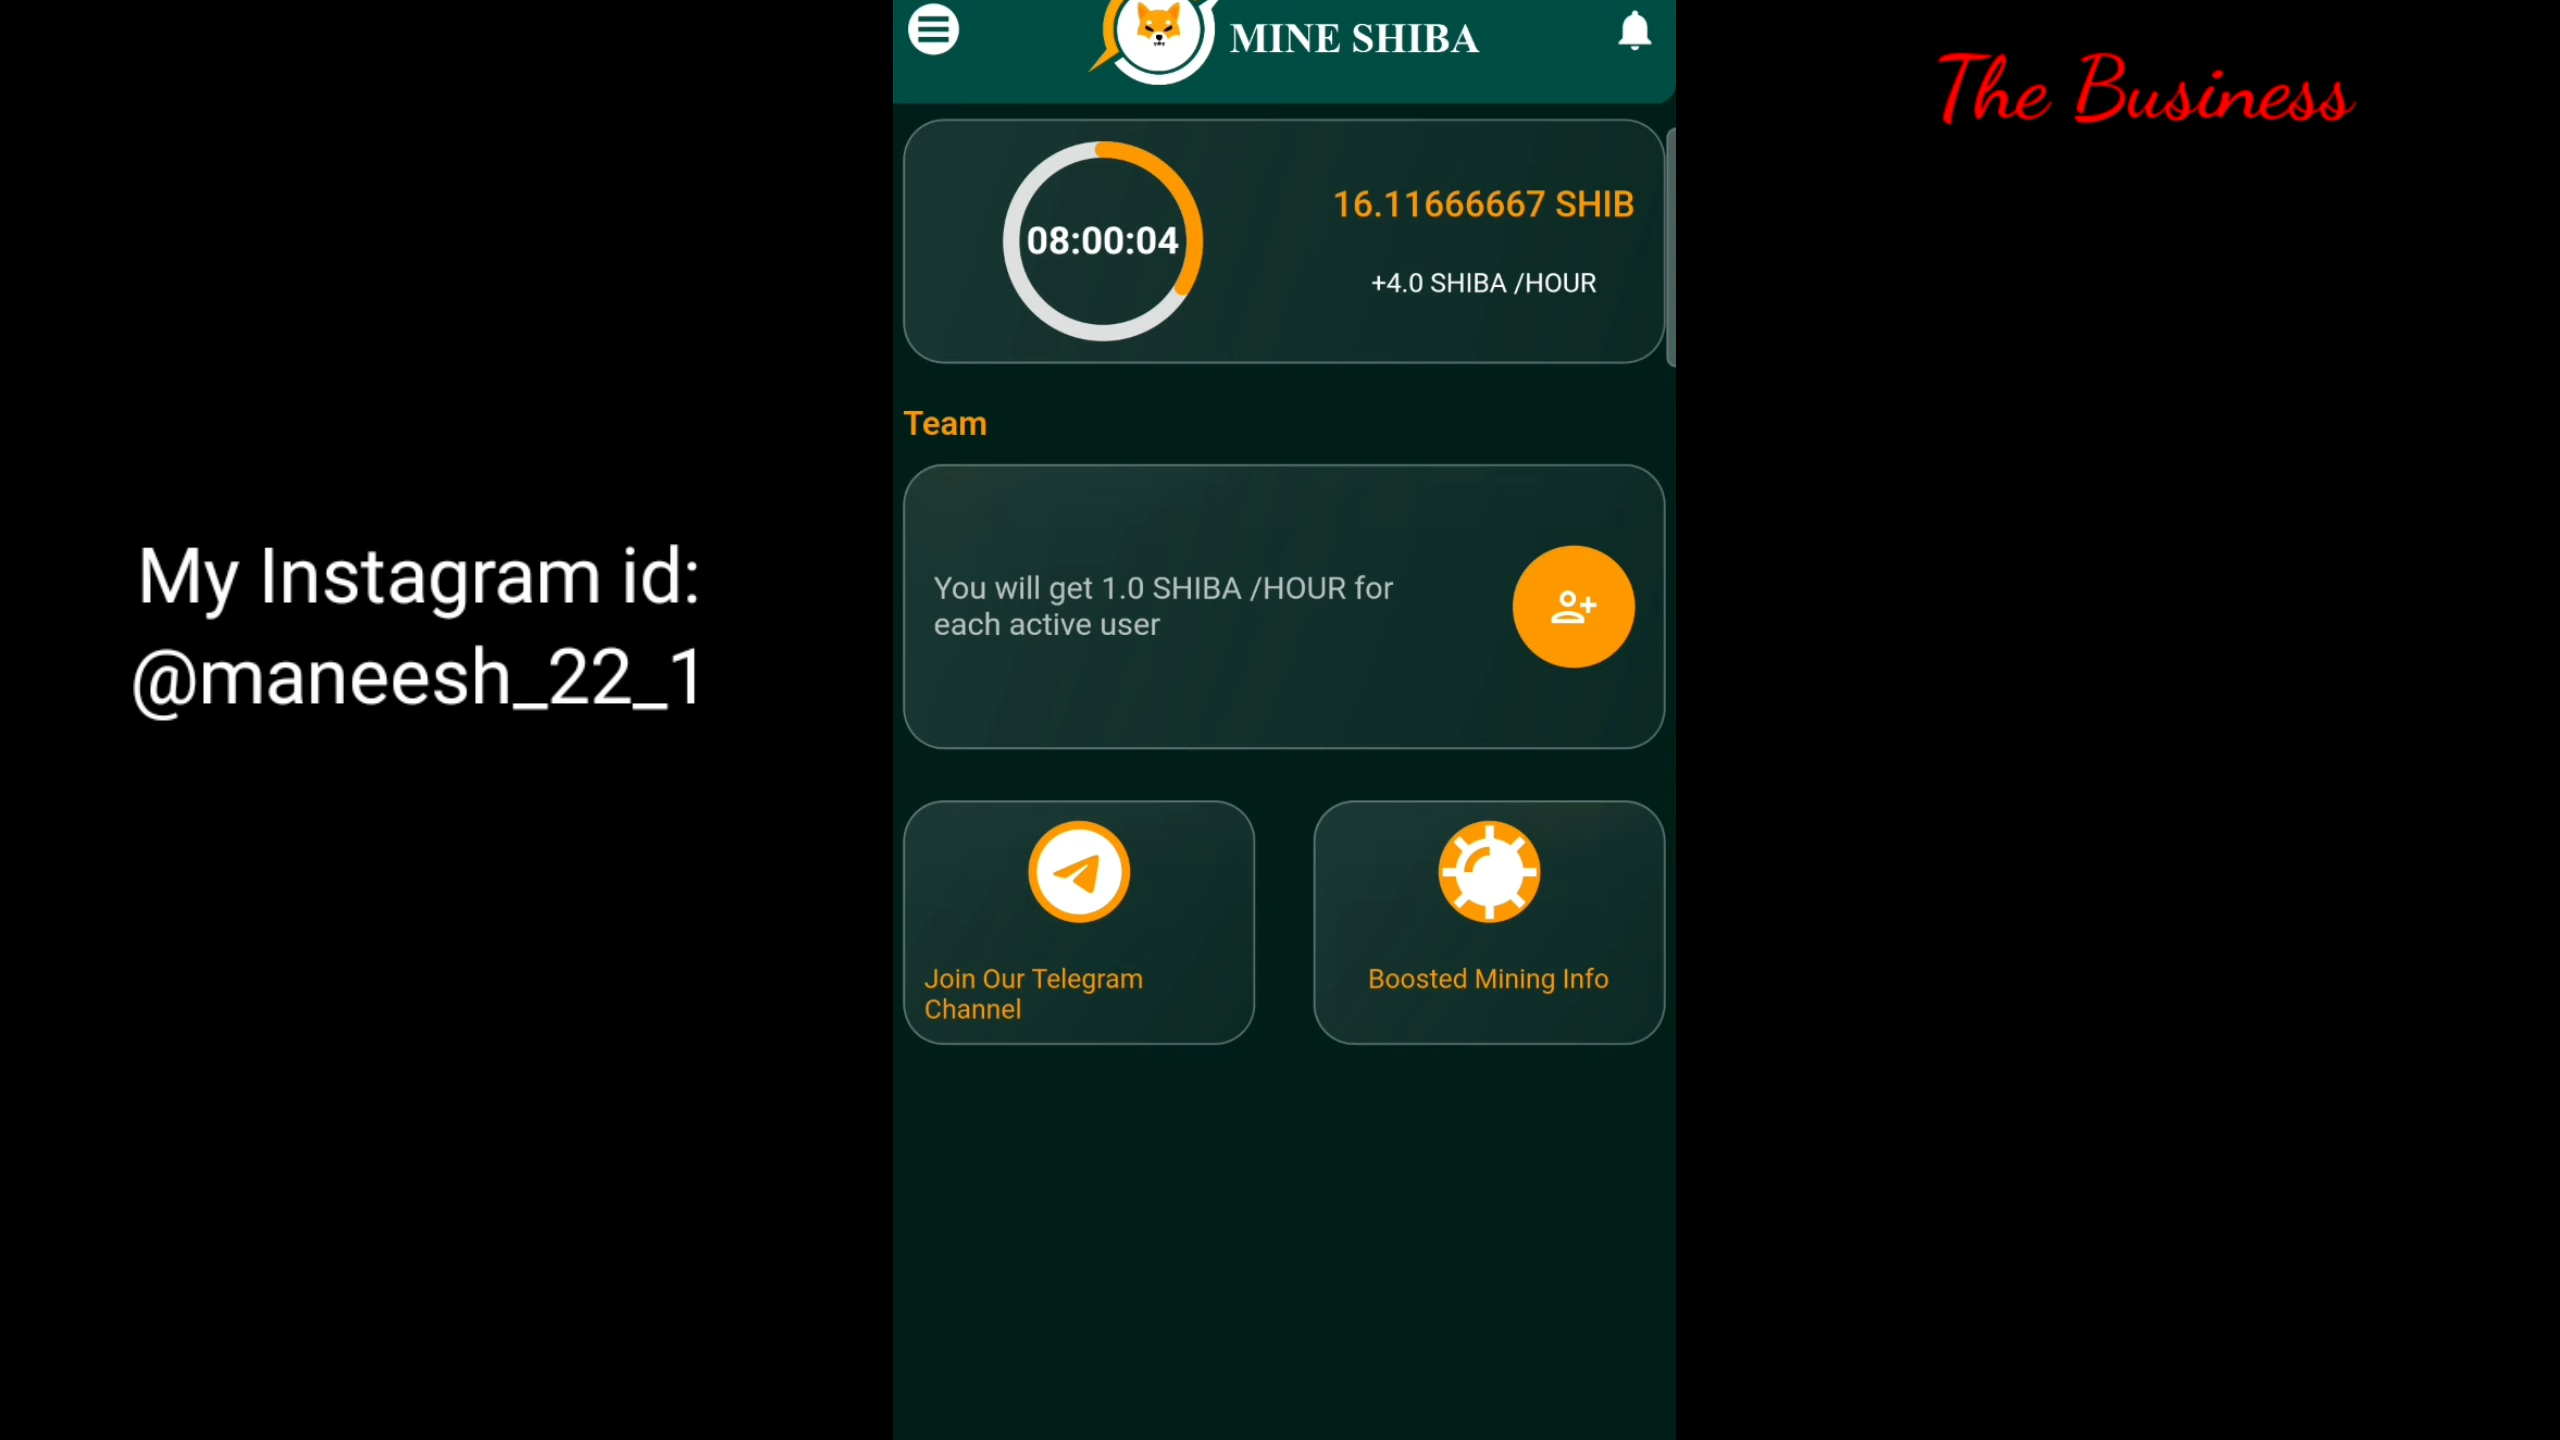 MINE SHIBA
The Business
08:00:04
16.11666667 SHIB
+4.0 SHIBA /HOUR
Team
You will get 1.0 SHIBA /HOUR for
each active user
My Instagram id:
@maneesh_22_1
Join Our Telegram
Channel
Boosted Mining Info